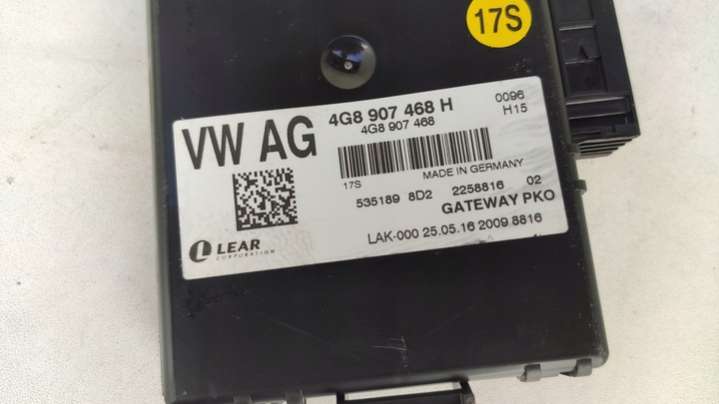 17S
VW AG
4G8 907 468 H
4G8 907 468
0096
H15
17S
MADE IN GERMANY
535189 8D2 2258816 02
GATEWAY PKO
LEAR
CORPORATION
LAK-000 25.05.16 2009 8816